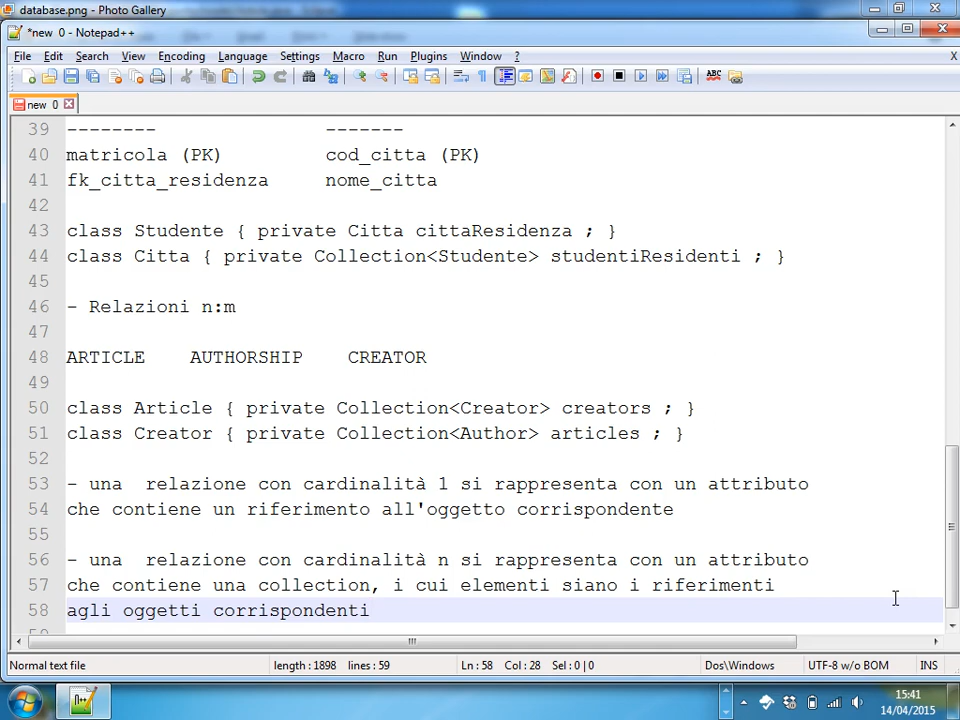 database.png - Photo Gallery
*new 0 - Notepad++
File Edit Search View Encoding Language Settings Macro Run Plugins Window ? X
new 0
39 -------- -------
40 matricola (PK) cod_citta (PK)
41 fk_citta_residenza nome_citta
42
43 class Studente { private Citta cittaResidenza ; }
44 class Citta { private Collection<Studente> studentiResidenti ; }
45
46 - Relazioni n:m
47
48 ARTICLE AUTHORSHIP CREATOR
49
50 class Article { private Collection<Creator> creators ; }
51 class Creator { private Collection<Author> articles ; }
52
53 - una relazione con cardinalità 1 si rappresenta con un attributo
54 che contiene un riferimento all'oggetto corrispondente
55
56 - una relazione con cardinalità n si rappresenta con un attributo
57 che contiene una collection, i cui elementi siano i riferimenti
58 agli oggetti corrispondenti
59
Normal text file length : 1898 lines : 59 Ln : 58 Col : 28 Sel : 0 | 0 Dos\Windows UTF-8 w/o BOM INS
15:41
14/04/2015